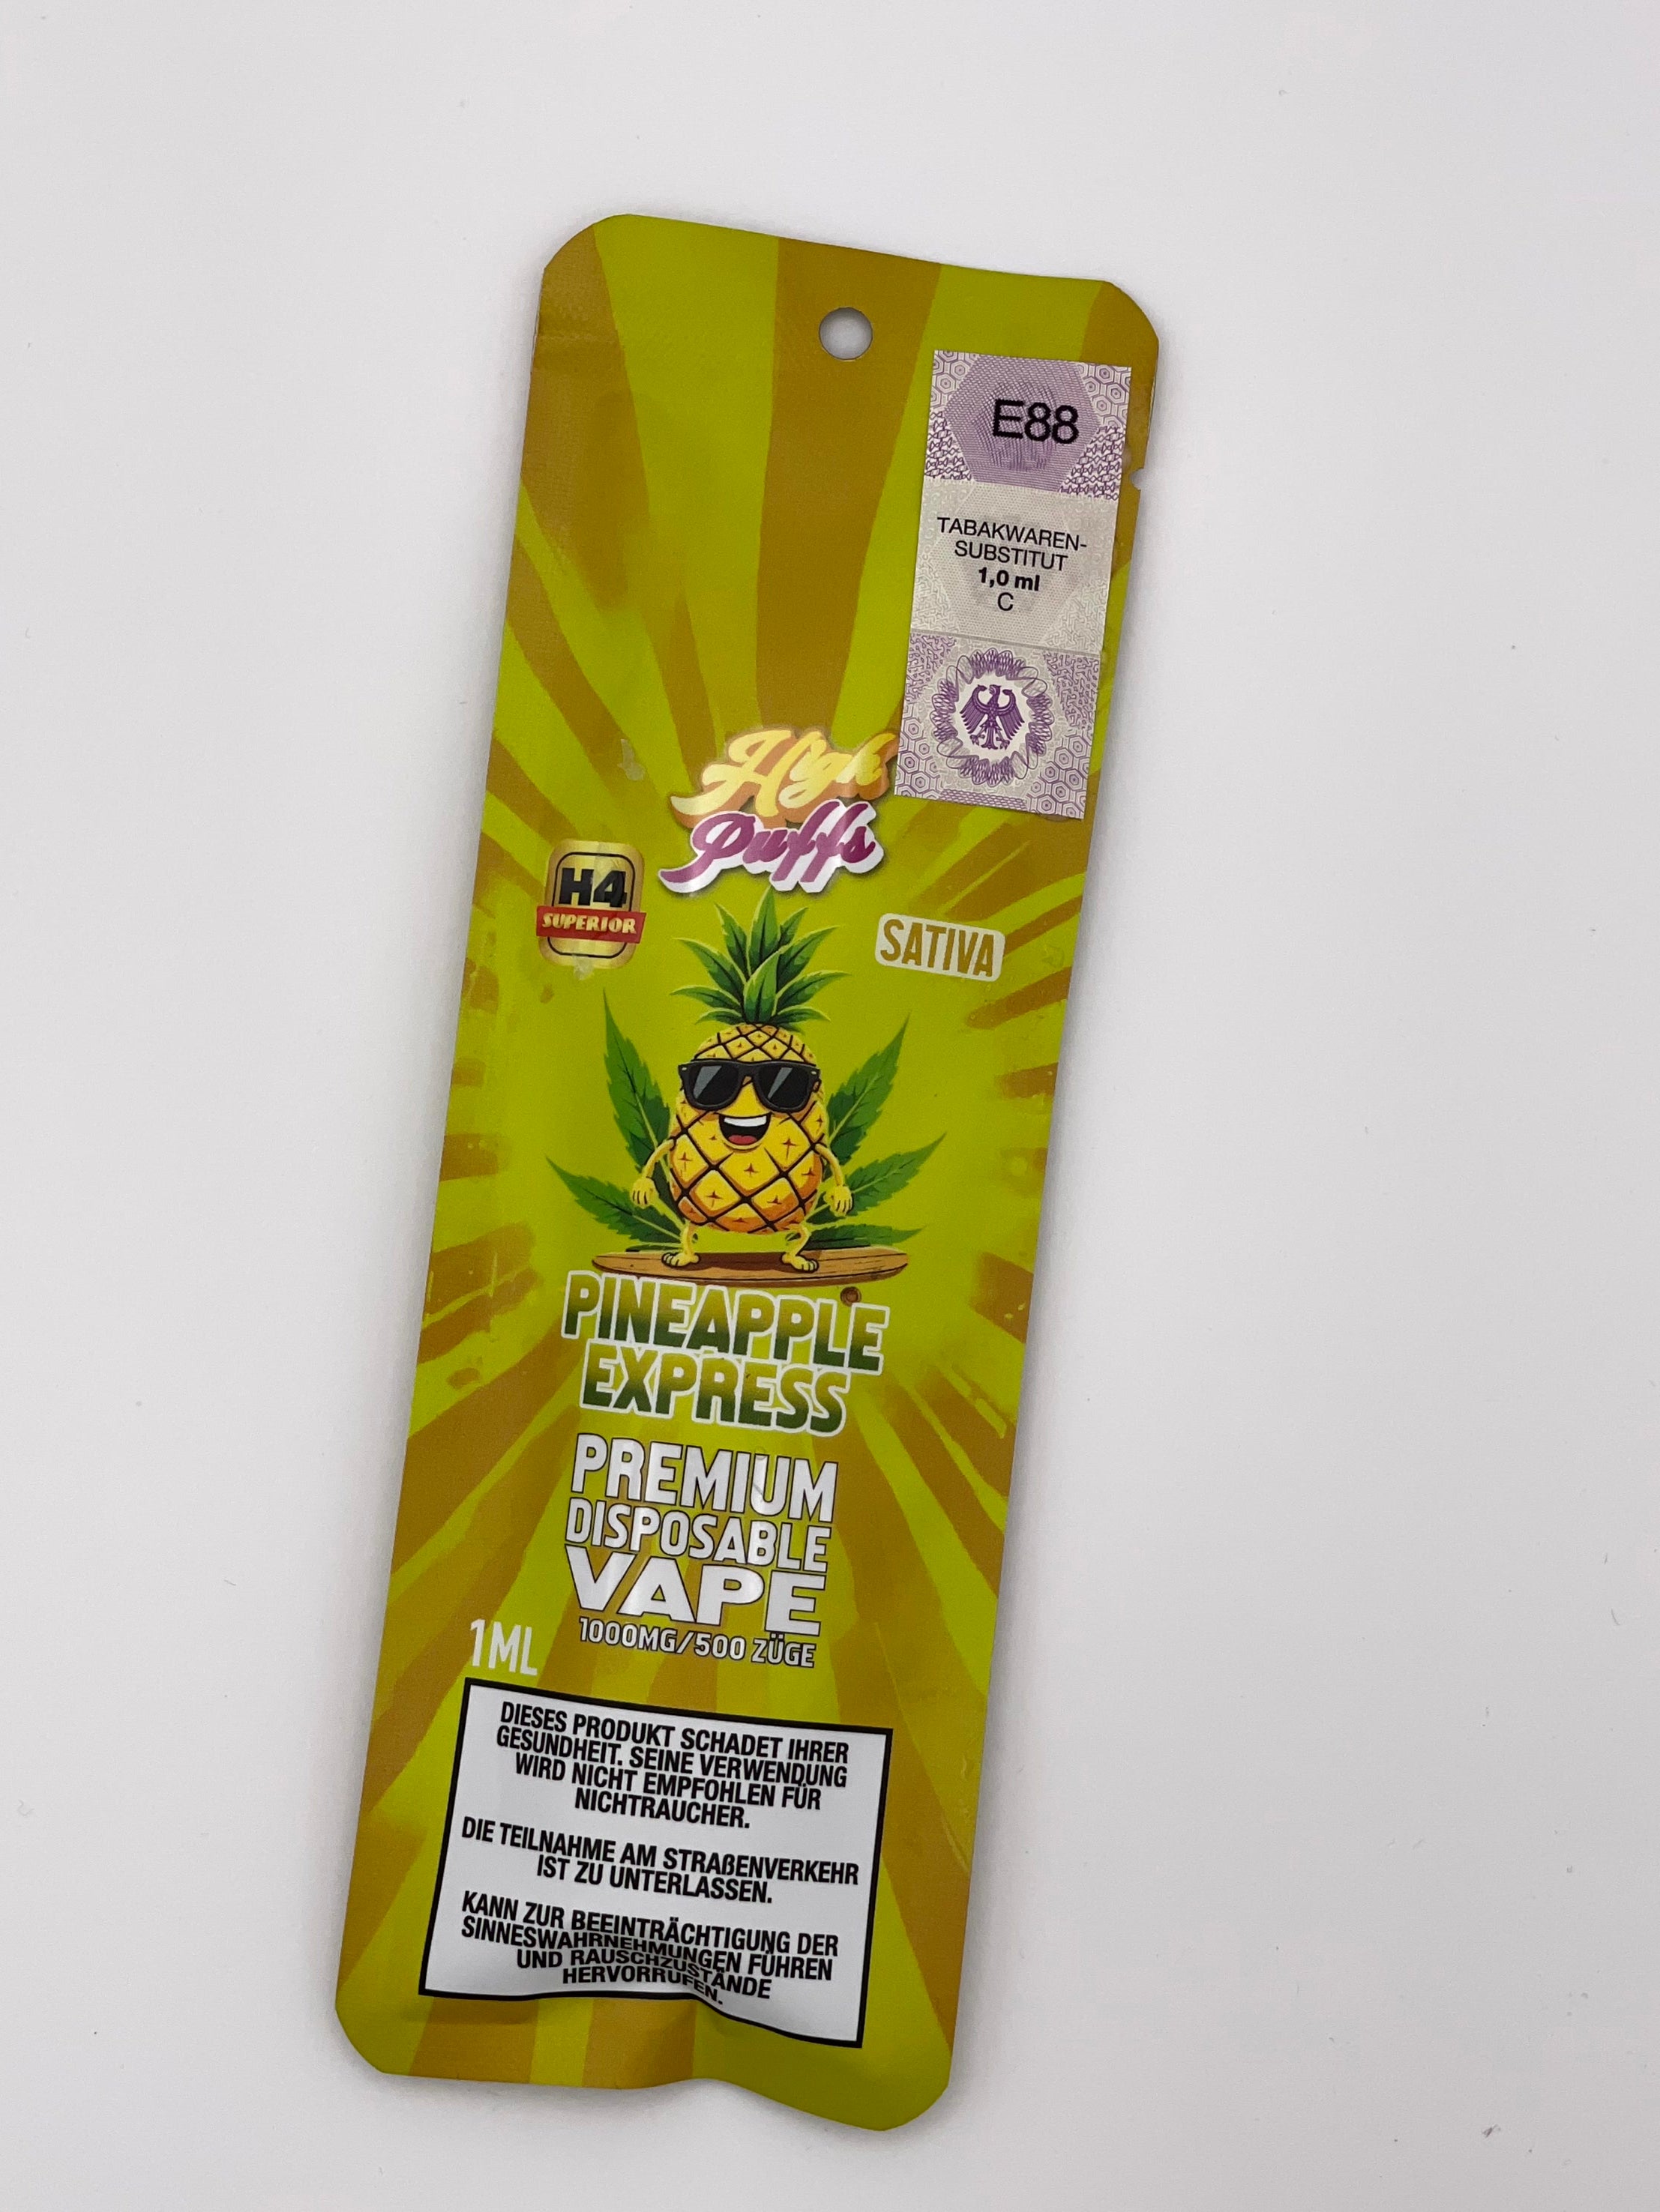 E88
TABAKWAREN-
SUBSTITUT
1,0 ml
C
High
Puffs
H4
SUPERIOR
SATIVA
PINEAPPLE
EXPRESS
PREMIUM
DISPOSABLE
VAPE
1000MG/500 ZÜGE
1ML
DIESES PRODUKT SCHADET IHRER
GESUNDHEIT. SEINE VERWENDUNG
WIRD NICHT EMPFOHLEN FÜR
NICHTRAUCHER.
DIE TEILNAHME AM STRAßENVERKEHR
IST ZU UNTERLASSEN.
KANN ZUR BEEINTRÄCHTIGUNG DER
SINNESWAHRNEHMUNGEN FÜHREN
UND RAUSCHZUSTÄNDE
HERVORRUFEN.